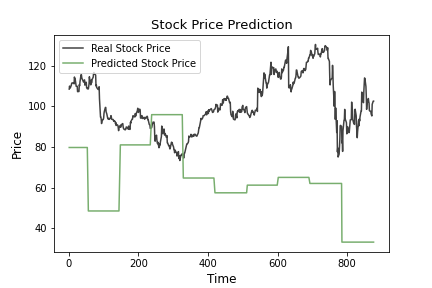 Stock Price Prediction
Real Stock Price
Predicted Stock Price
120
100
80
60
40
Price
0 200 400 600 800
Time